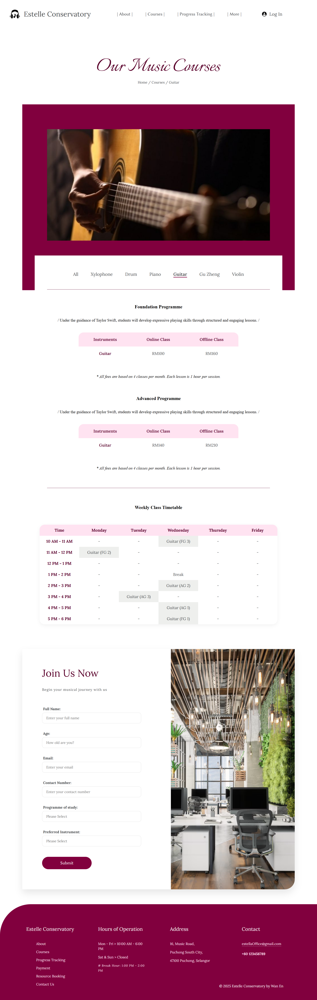 Estelle Conservatory
| About |
| Courses |
| Progress Tracking |
| More |
Log In
Our Music Courses
Home / Courses / Guitar
All Xylophone Drum Piano Guitar Gu Zheng Violin
Foundation Programme
/ Under the guidance of Taylor Swift, students will develop expressive playing skills through structured and engaging lessons. /
Instruments Online Class Offline Class
Guitar RM100 RM160
* All fees are based on 4 classes per month. Each lesson is 1 hour per session.
Advanced Programme
/ Under the guidance of Taylor Swift, students will develop expressive playing skills through structured and engaging lessons. /
Instruments Online Class Offline Class
Guitar RM140 RM210
* All fees are based on 4 classes per month. Each lesson is 1 hour per session.
Weekly Class Timetable
Time Monday Tuesday Wednesday Thursday Friday
10 AM - 11 AM - - Guitar (FG 3) - -
11 AM - 12 PM Guitar (FG 2) - - - -
12 PM - 1 PM - - - - -
1 PM - 2 PM - - Break - -
2 PM - 3 PM - - Guitar (AG 2) - -
3 PM - 4 PM - Guitar (AG 3) - - -
4 PM - 5 PM - - Guitar (AG 1) - -
5 PM - 6 PM - - Guitar (FG 1) - -
Join Us Now
Begin your musical journey with us
Full Name:
Enter your full name
Age:
How old are you?
Email:
Enter your email
Contact Number:
Enter your contact number
Programme of study:
Please Select
Preferred Instrument:
Please Select
Submit
Estelle Conservatory
About
Courses
Progress Tracking
Payment
Resource Booking
Contact Us
Hours of Operation
Mon - Fri > 10:00 AM - 6:00
PM
Sat & Sun > Closed
# Break Hour: 1:00 PM - 2:00
PM
Address
16, Music Road,
Puchong South City,
47100 Puchong, Selangor
Contact
estellaOffice@gmail.com
+60 123456789
© 2025 Estelle Conservatory by Wan En